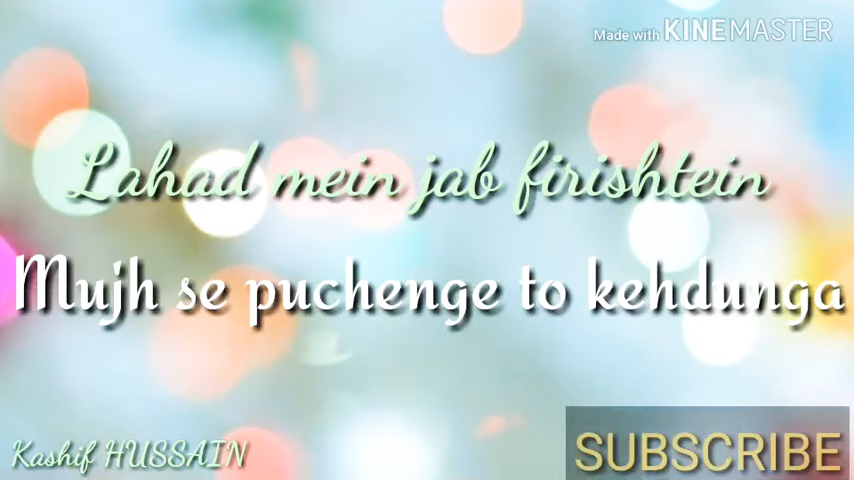 Made with KINEMASTER
Lahad mein jab firishtein
Mujh se puchenge to kehdunga
Kashif HUSSAIN
SUBSCRIBE